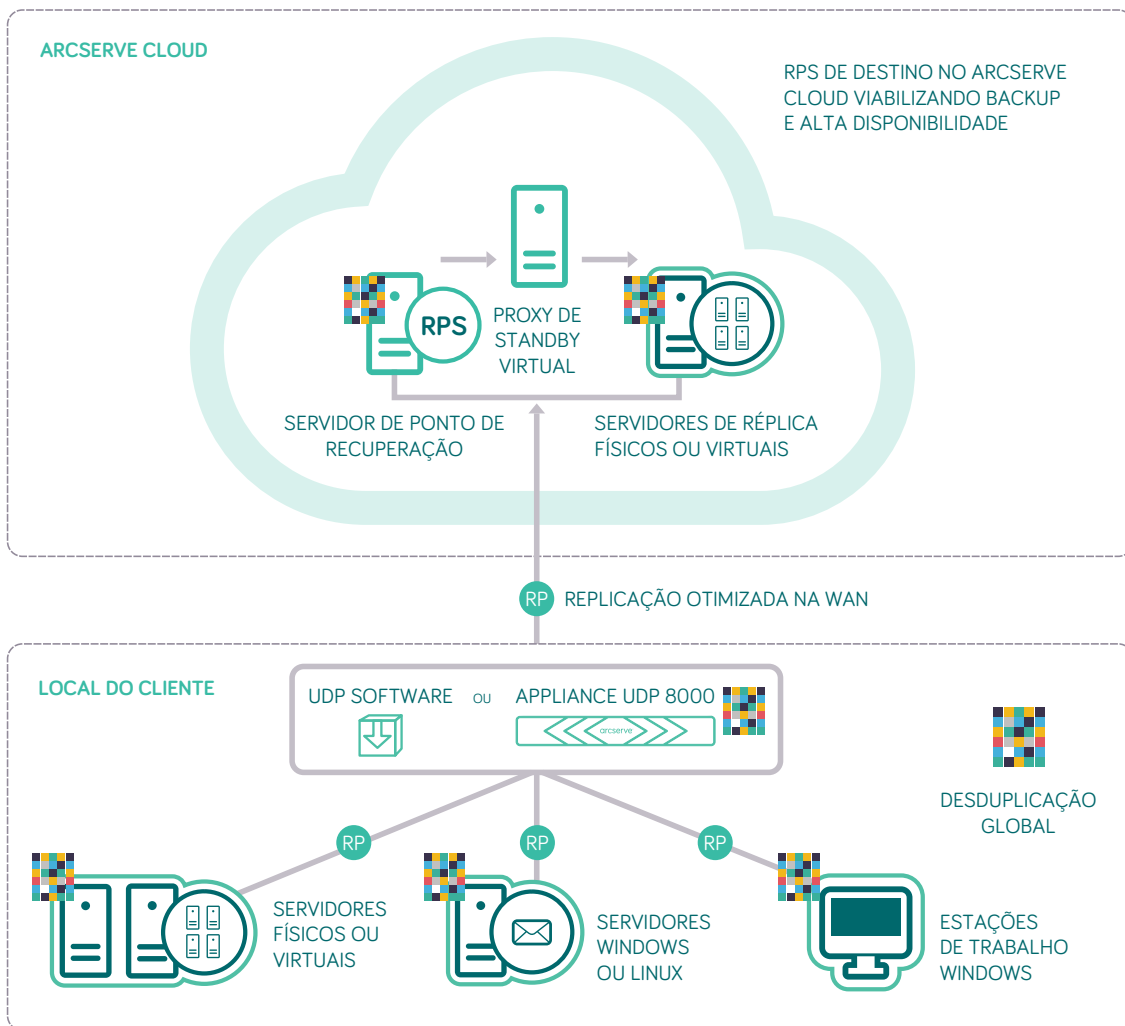 ARCSERVE CLOUD
RPS DE DESTINO NO ARCSERVE
CLOUD VIABILIZANDO BACKUP
E ALTA DISPONIBILIDADE
RPS
PROXY DE
STANDBY
VIRTUAL
SERVIDOR DE PONTO DE
RECUPERAÇÃO
SERVIDORES DE RÉPLICA
FÍSICOS OU VIRTUAIS
RP
REPLICAÇÃO OTIMIZADA NA WAN
LOCAL DO CLIENTE
UDP SOFTWARE OU APPLIANCE UDP 8000
arcserve
DESDUPLICAÇÃO
GLOBAL
RP
RP
RP
SERVIDORES
FÍSICOS OU
VIRTUAIS
SERVIDORES
WINDOWS
OU LINUX
ESTAÇÕES
DE TRABALHO
WINDOWS